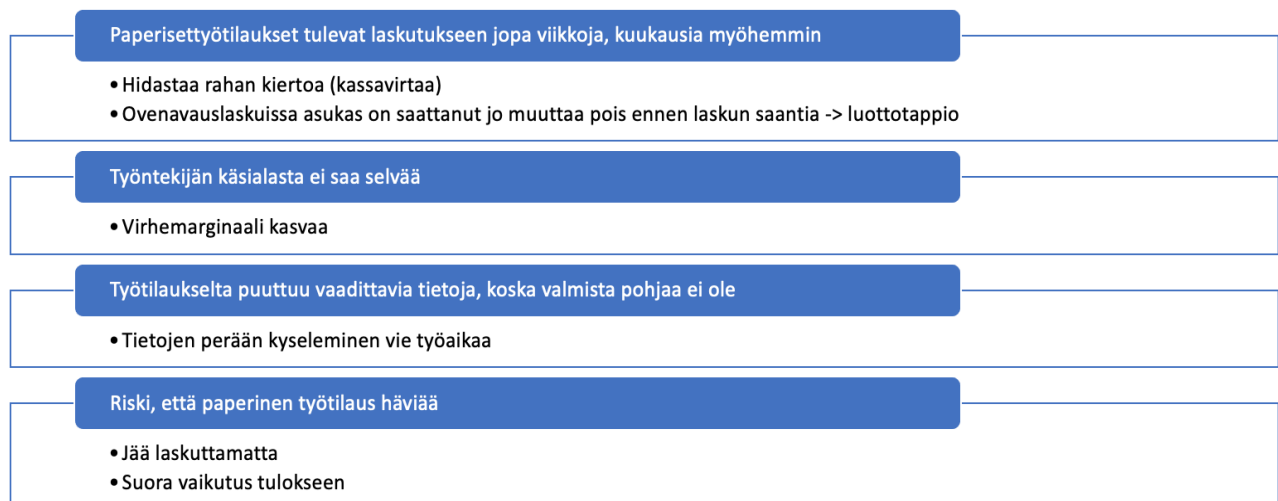 Paperisettyötilaukset tulevat laskutukseen jopa viikkoja, kuukausia myöhemmin
• Hidastaa rahan kiertoa (kassavirtaa)
• Ovenavauslaskuissa asukas on saattanut jo muuttaa pois ennen laskun saantia -> luottotappio
Työntekijän käsialasta ei saa selvää
• Virhemarginaali kasvaa
Työtilaukselta puuttuu vaadittavia tietoja, koska valmista pohjaa ei ole
• Tietojen perään kyseleminen vie työaikaa
Riski, että paperinen työtilaus häviää
• Jää laskuttamatta
• Suora vaikutus tulokseen